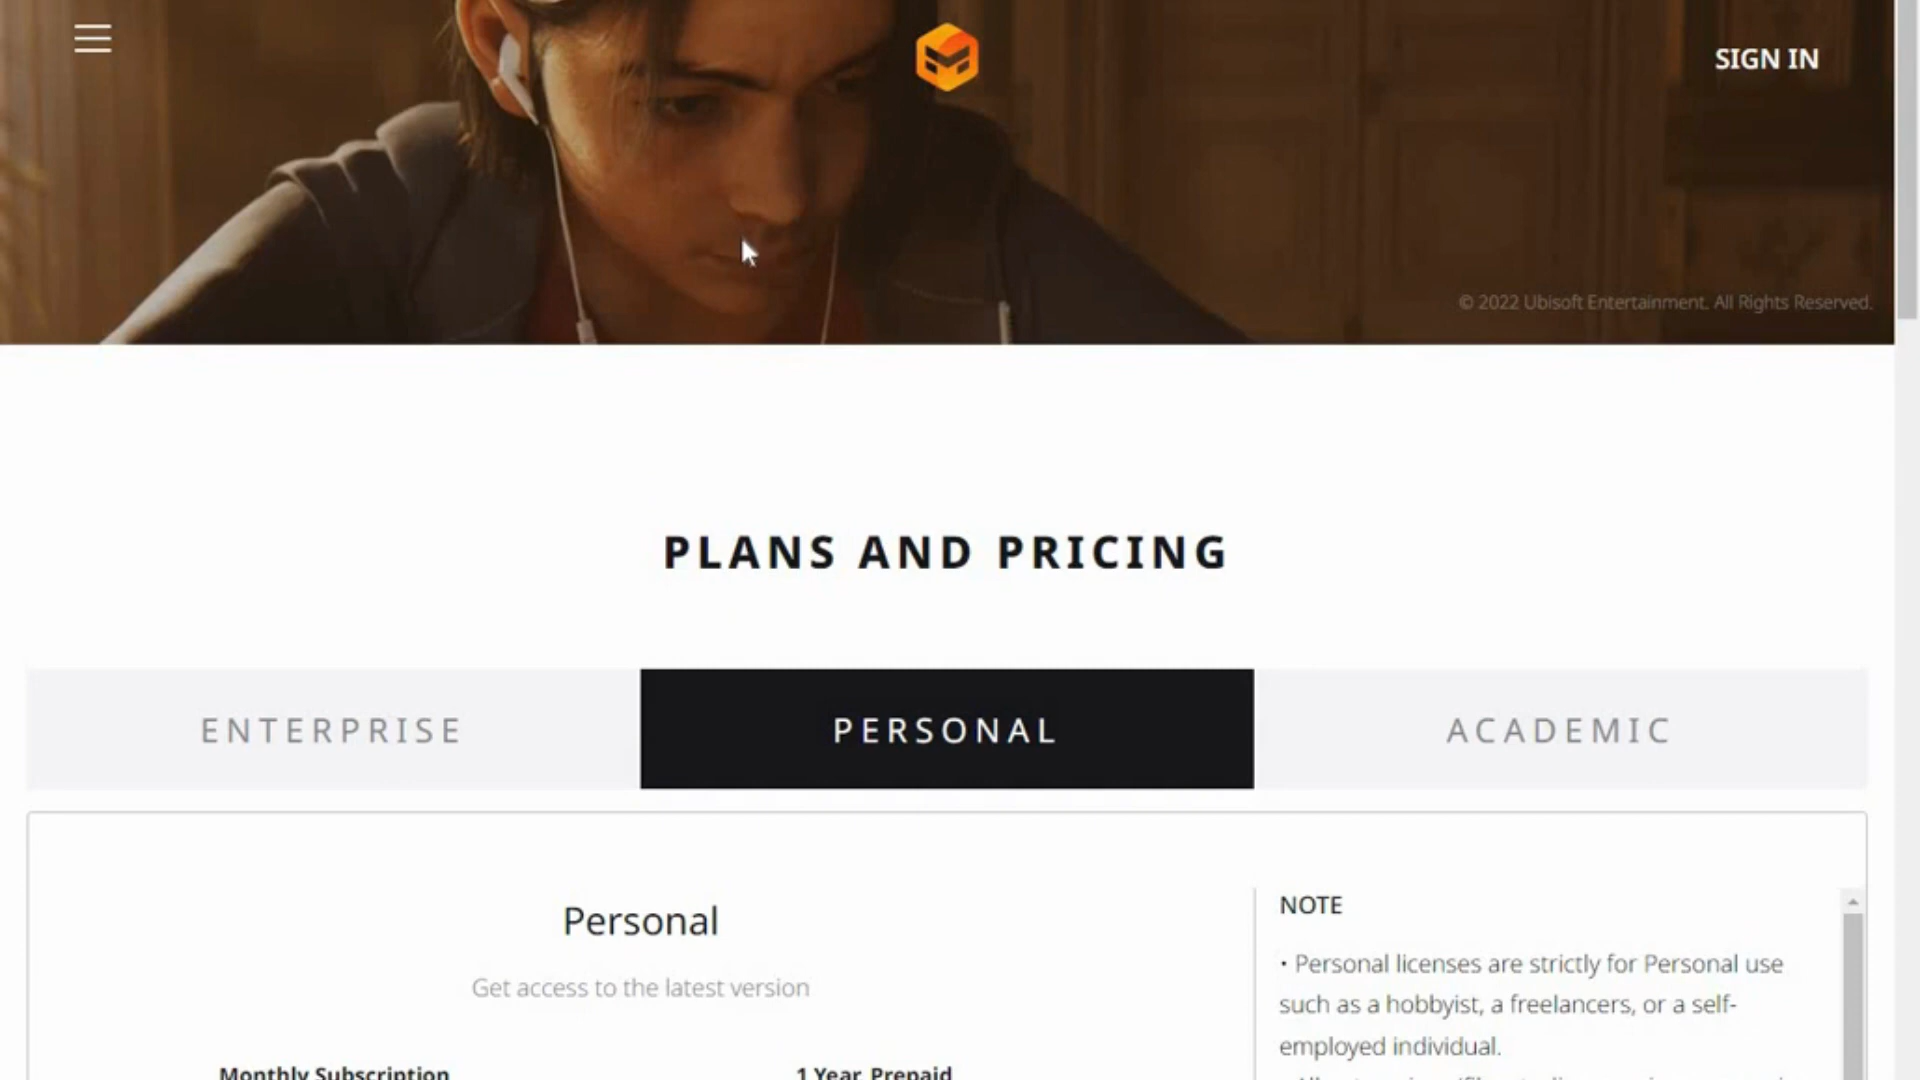 SIGN IN
© 2022 Ubisoft Entertainment. All Rights Reserved.
PLANS AND PRICING
ENTERPRISE
PERSONAL
ACADEMIC
Personal
Get access to the latest version
Monthly Subscription
1 Year, Prepaid
NOTE
• Personal licenses are strictly for Personal use
such as a hobbyist, a freelancers, or a self-
employed individual.